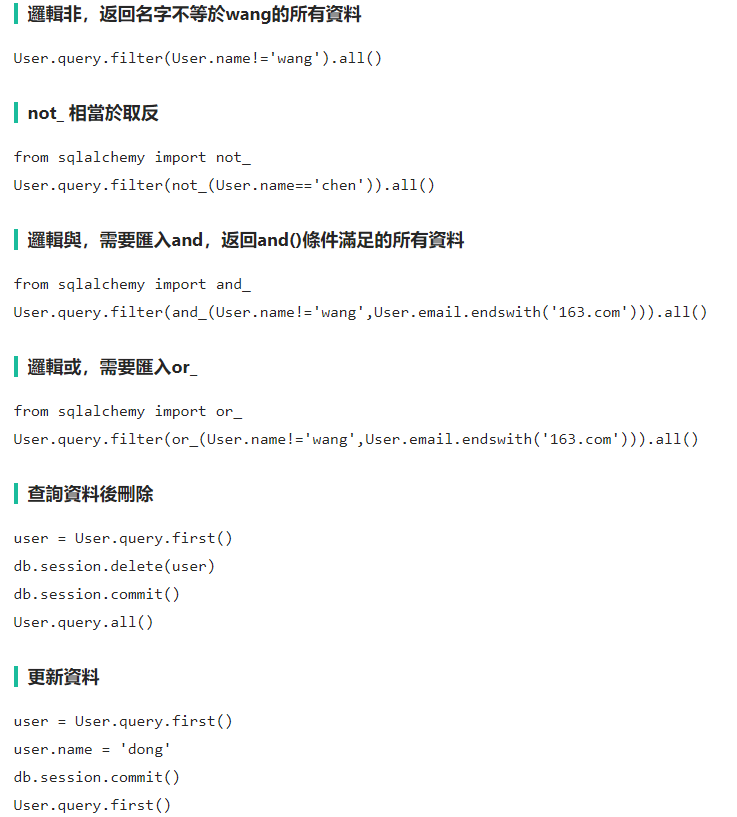 邏輯非，返回名字不等於wang的所有資料
User.query.filter(User.name!='wang').all()
not_ 相當於取反
from sqlalchemy import not_
User.query.filter(not_(User.name=='chen')).all()
邏輯與，需要匯入and，返回and()條件滿足的所有資料
from sqlalchemy import and_
User.query.filter(and_(User.name!='wang',User.email.endswith('163.com'))).all()
邏輯或，需要匯入or_
from sqlalchemy import or_
User.query.filter(or_(User.name!='wang',User.email.endswith('163.com'))).all()
查詢資料後刪除
user = User.query.first()
db.session.delete(user)
db.session.commit()
User.query.all()
更新資料
user = User.query.first()
user.name = 'dong'
db.session.commit()
User.query.first()